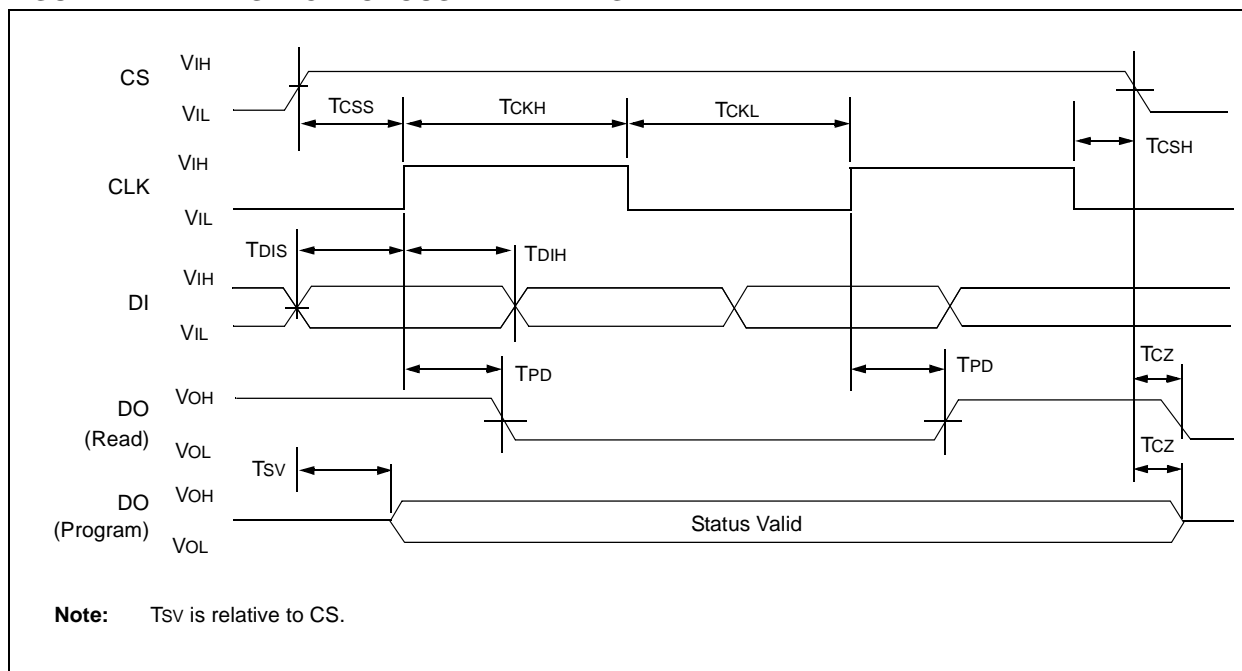 CS
VIH
VIL
TCSS
TCKH
TCKL
TCSH
CLK
VIH
VIL
TDIS
TDIH
DI
VIH
VIL
TPD
TPD
TCZ
DO
(Read)
VOH
VOL
TSV
TCZ
DO
(Program)
VOH
VOL
Status Valid
Note: TSV is relative to CS.